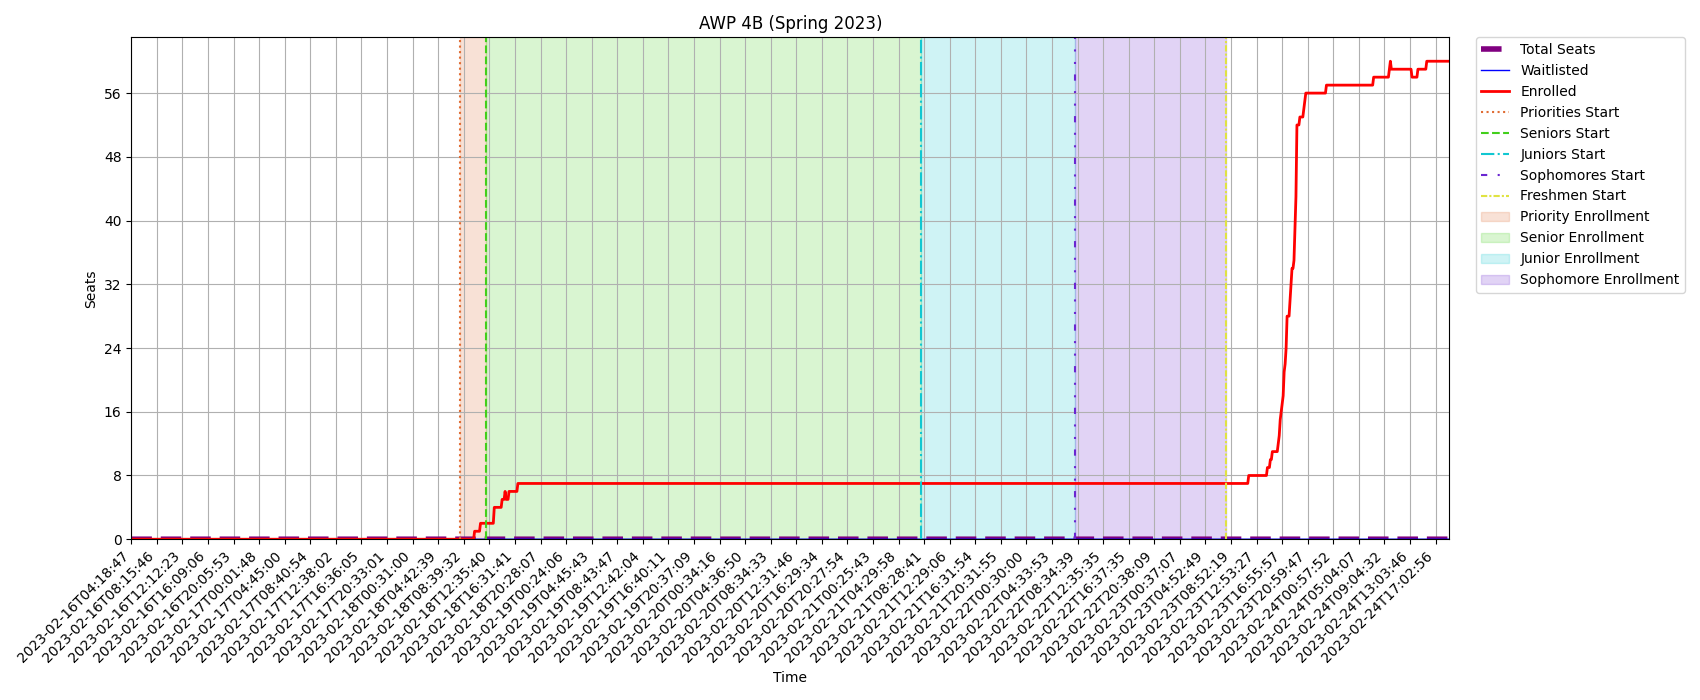 AWP 4B (Spring 2023)
Total Seats
Waitlisted
Enrolled
Priorities Start
Seniors Start
Juniors Start
Sophomores Start
Freshmen Start
Priority Enrollment
Senior Enrollment
Junior Enrollment
Sophomore Enrollment
Seats
56
48
40
32
24
16
8
0
2023-02-16T04:18:47
2023-02-16T08:15:46
2023-02-16T12:12:23
2023-02-16T16:09:06
2023-02-16T20:05:53
2023-02-17T00:01:48
2023-02-17T04:45:00
2023-02-17T08:40:54
2023-02-17T12:38:02
2023-02-17T16:36:05
2023-02-17T20:33:01
2023-02-18T00:31:00
2023-02-18T04:42:39
2023-02-18T08:39:32
2023-02-18T12:35:40
2023-02-18T16:31:41
2023-02-18T20:28:07
2023-02-19T00:24:06
2023-02-19T04:45:43
2023-02-19T08:43:47
2023-02-19T12:42:04
2023-02-19T16:40:11
2023-02-19T20:37:09
2023-02-20T00:34:16
2023-02-20T04:36:50
2023-02-20T08:34:33
2023-02-20T12:31:46
2023-02-20T16:29:34
2023-02-20T20:27:54
2023-02-21T00:25:43
2023-02-21T04:29:58
2023-02-21T08:28:41
2023-02-21T12:29:06
2023-02-21T16:31:54
2023-02-21T20:31:55
2023-02-22T00:30:00
2023-02-22T04:33:53
2023-02-22T08:34:39
2023-02-22T12:35:35
2023-02-22T16:37:35
2023-02-22T20:38:09
2023-02-23T00:37:07
2023-02-23T04:52:49
2023-02-23T08:52:19
2023-02-23T12:53:27
2023-02-23T16:55:57
2023-02-23T20:59:47
2023-02-24T00:57:52
2023-02-24T05:04:07
2023-02-24T09:04:32
2023-02-24T13:03:46
2023-02-24T17:02:56
Time